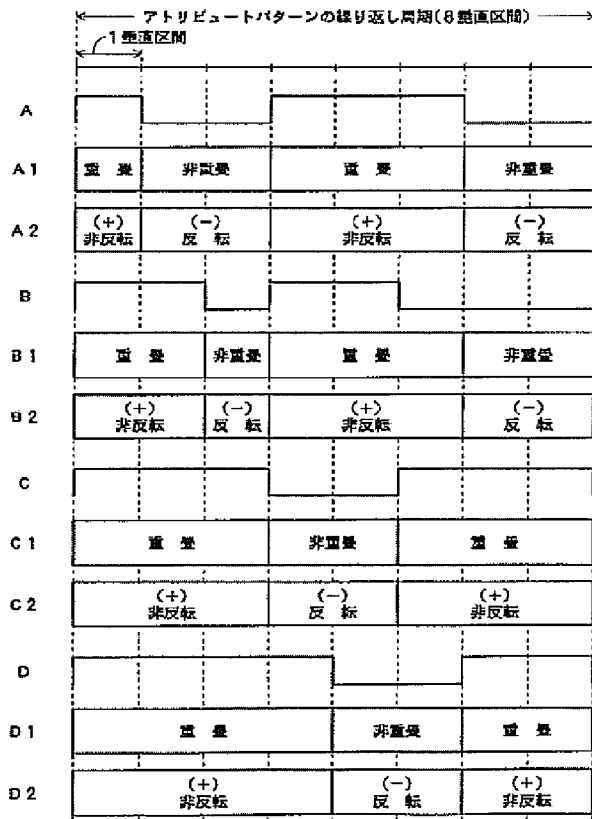 アトリビュートパターンの繰り返し周期(8垂直区間)
1垂直区間
A
A1 重畳 非重畳 重畳 非重畳
A2 (+) (−) (+) (−)
非反転 反転 非反転 反転
B
B1 重畳 非重畳 重畳 非重畳
B2 (+) (−) (+) (−)
非反転 反転 非反転 反転
C
C1 重畳 非重畳 重畳
C2 (+) (−) (+)
非反転 反転 非反転
D
D1 重畳 非重畳 重畳
D2 (+) (−) (+)
非反転 反転 非反転